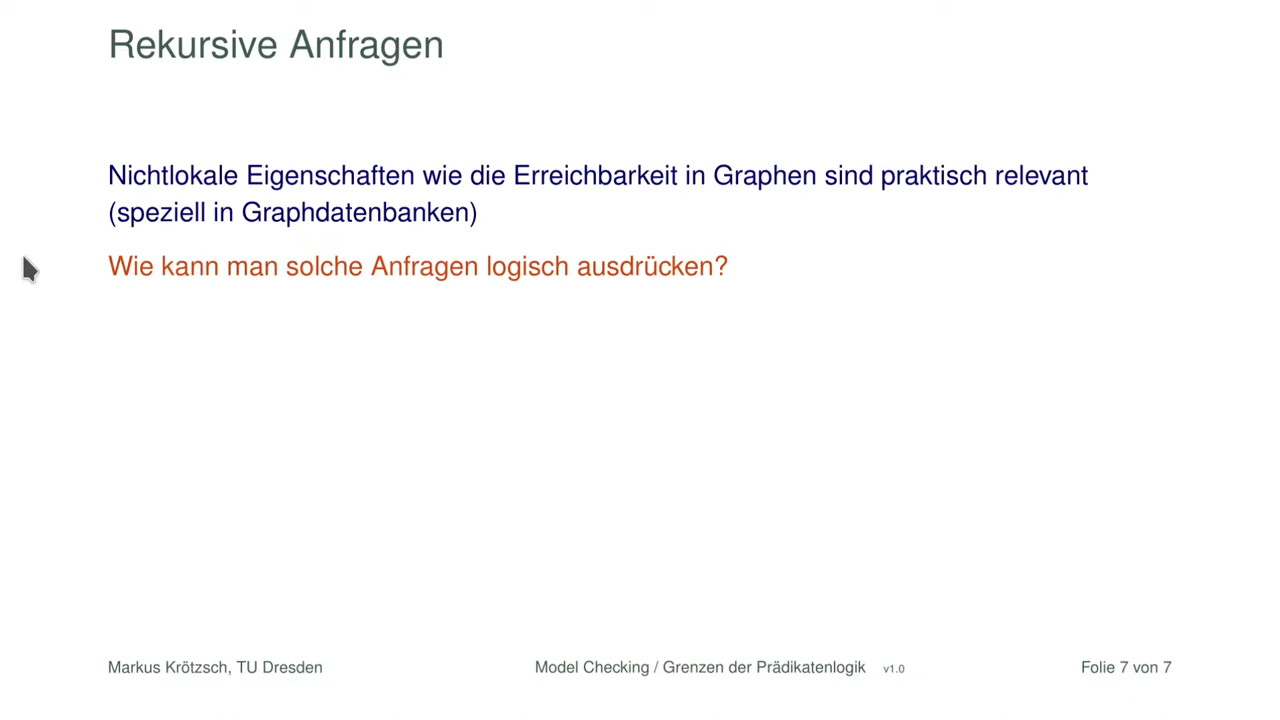 Rekursive Anfragen
Nichtlokale Eigenschaften wie die Erreichbarkeit in Graphen sind praktisch relevant
(speziell in Graphdatenbanken)
Wie kann man solche Anfragen logisch ausdrücken?
Markus Krötzsch, TU Dresden
Model Checking / Grenzen der Prädikatenlogik v1.0
Folie 7 von 7